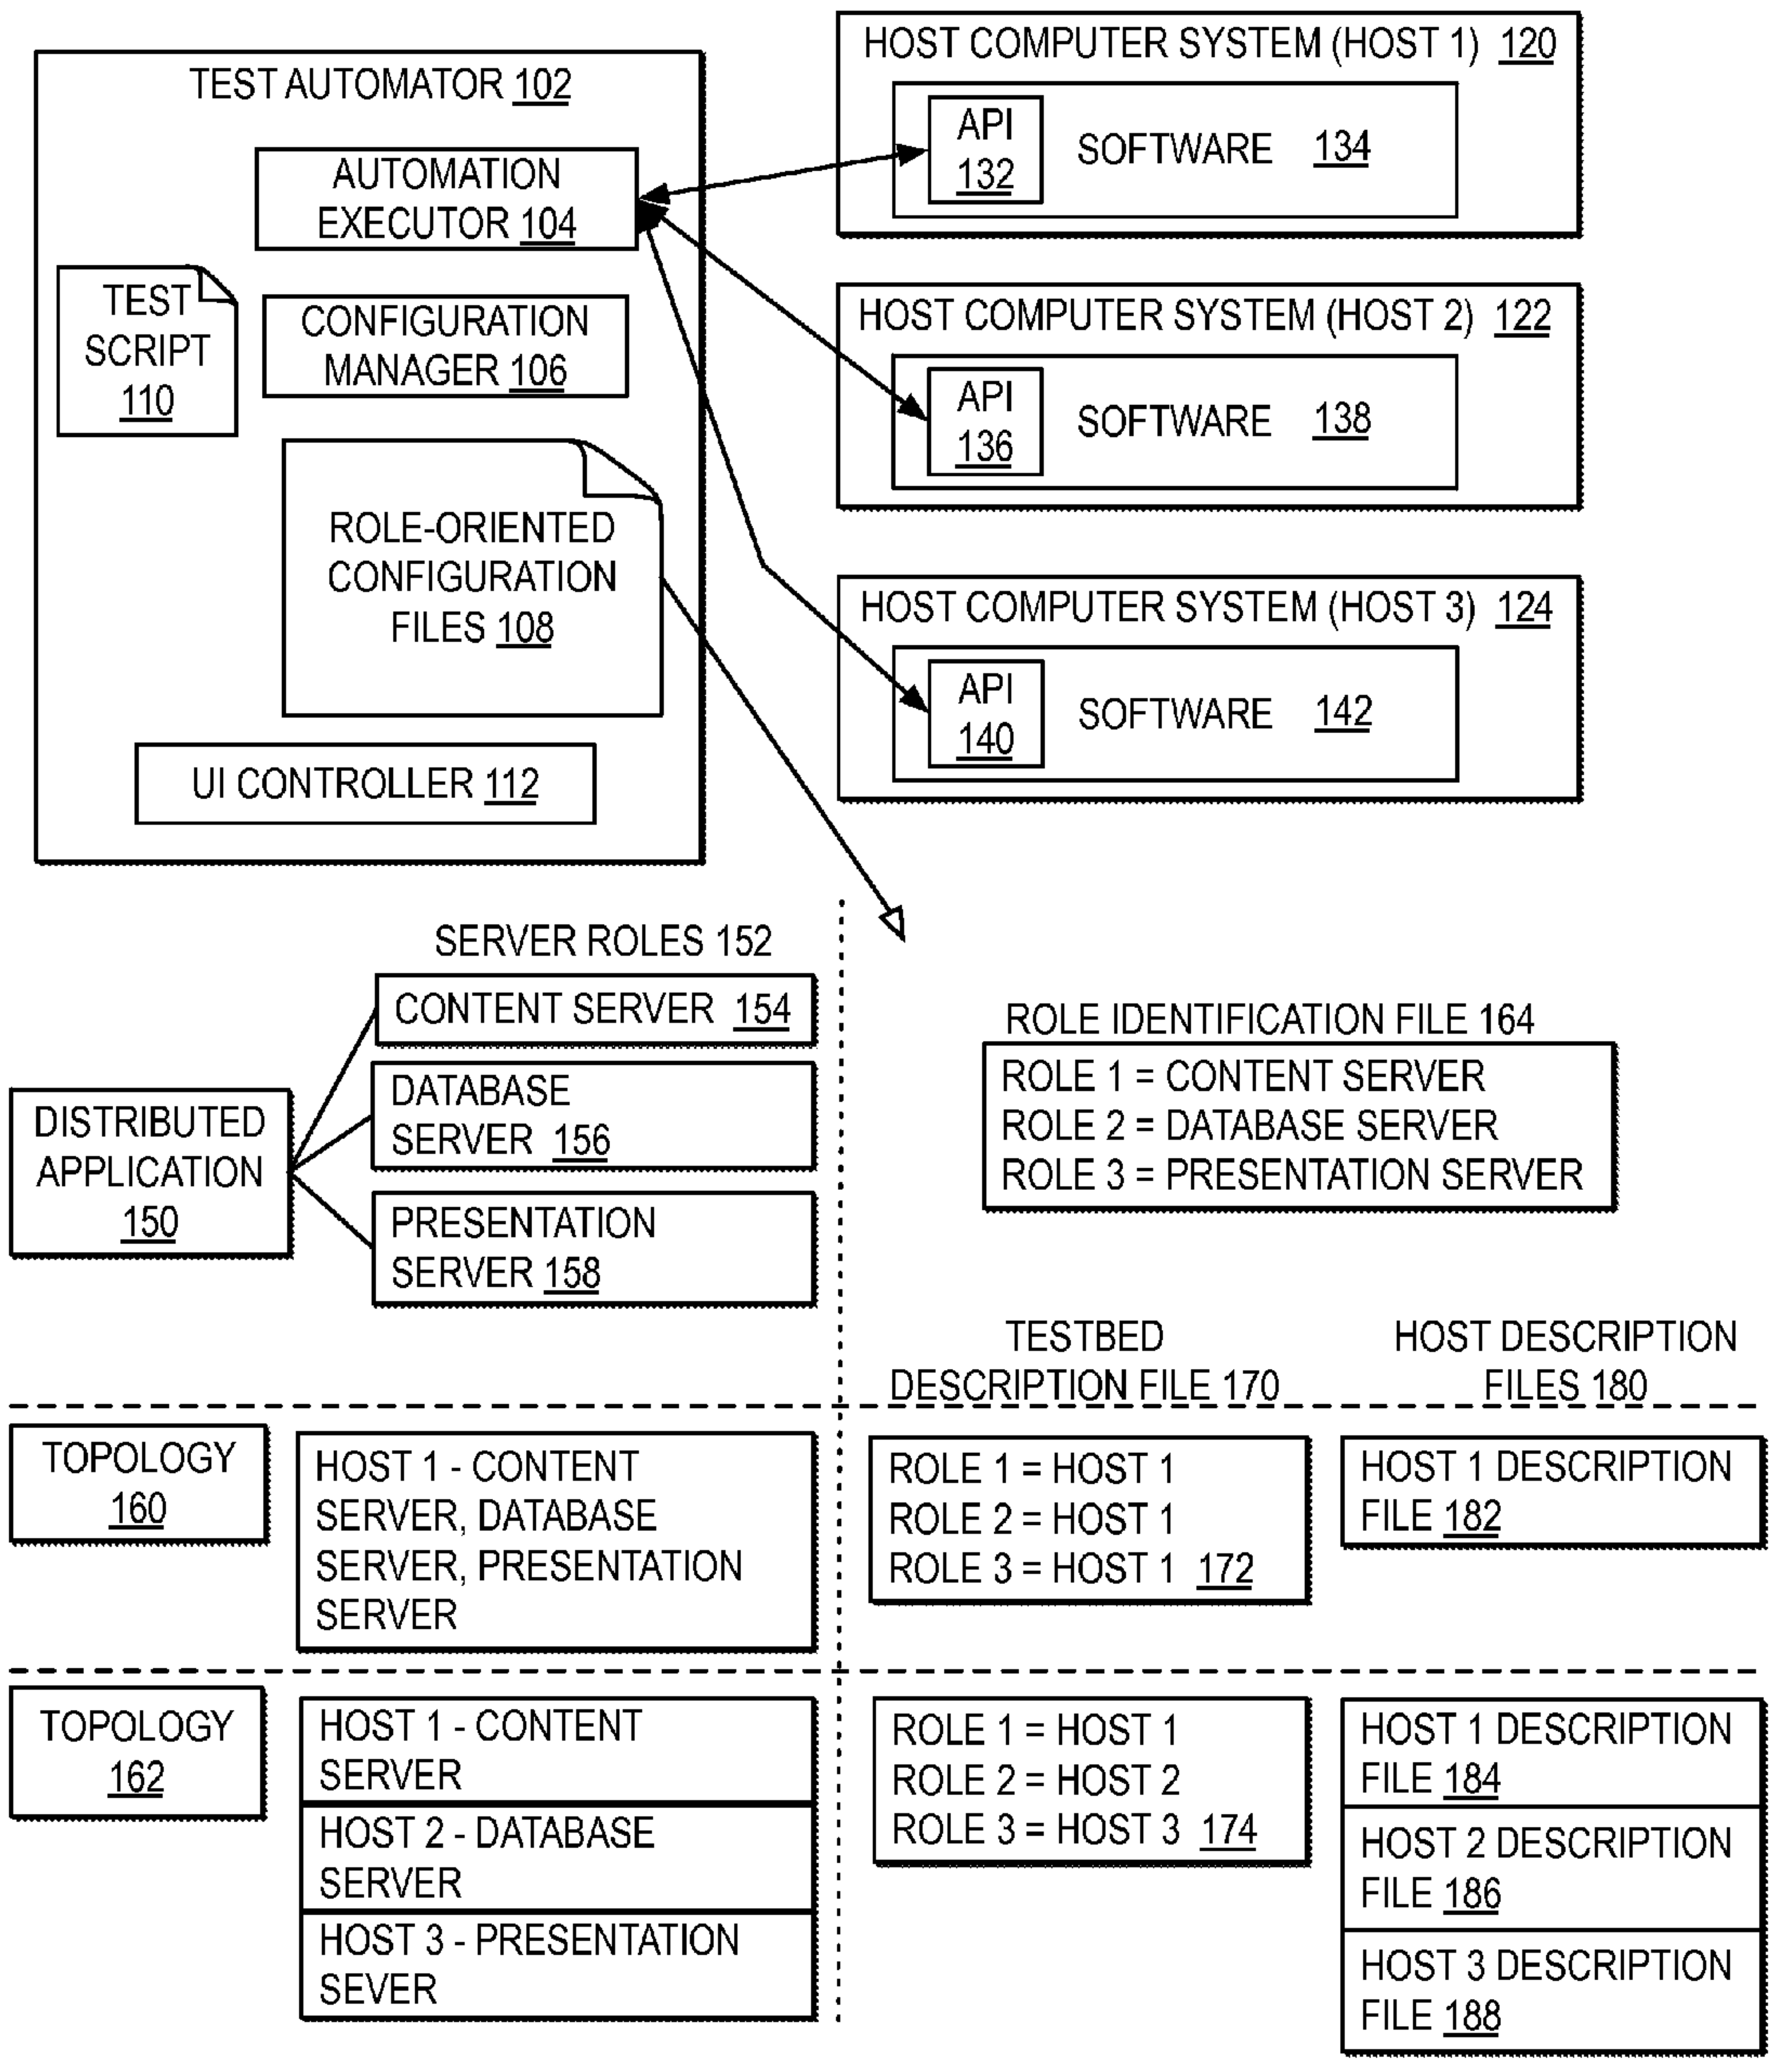 TEST AUTOMATOR 102
AUTOMATION
EXECUTOR 104
TEST
SCRIPT
110
CONFIGURATION
MANAGER 106
ROLE-ORIENTED
CONFIGURATION
FILES 108
UI CONTROLLER 112
HOST COMPUTER SYSTEM (HOST 1) 120
API
132
SOFTWARE 134
HOST COMPUTER SYSTEM (HOST 2) 122
API
136
SOFTWARE 138
HOST COMPUTER SYSTEM (HOST 3) 124
API
140
SOFTWARE 142
SERVER ROLES 152
CONTENT SERVER 154
DATABASE
SERVER 156
PRESENTATION
SERVER 158
DISTRIBUTED
APPLICATION
150
ROLE IDENTIFICATION FILE 164
ROLE 1 = CONTENT SERVER
ROLE 2 = DATABASE SERVER
ROLE 3 = PRESENTATION SERVER
TESTBED
DESCRIPTION FILE 170
HOST DESCRIPTION
FILES 180
TOPOLOGY
160
HOST 1 - CONTENT
SERVER, DATABASE
SERVER, PRESENTATION
SERVER
ROLE 1 = HOST 1
ROLE 2 = HOST 1
ROLE 3 = HOST 1 172
HOST 1 DESCRIPTION
FILE 182
TOPOLOGY
162
HOST 1 - CONTENT
SERVER
HOST 2 - DATABASE
SERVER
HOST 3 - PRESENTATION
SEVER
ROLE 1 = HOST 1
ROLE 2 = HOST 2
ROLE 3 = HOST 3 174
HOST 1 DESCRIPTION
FILE 184
HOST 2 DESCRIPTION
FILE 186
HOST 3 DESCRIPTION
FILE 188